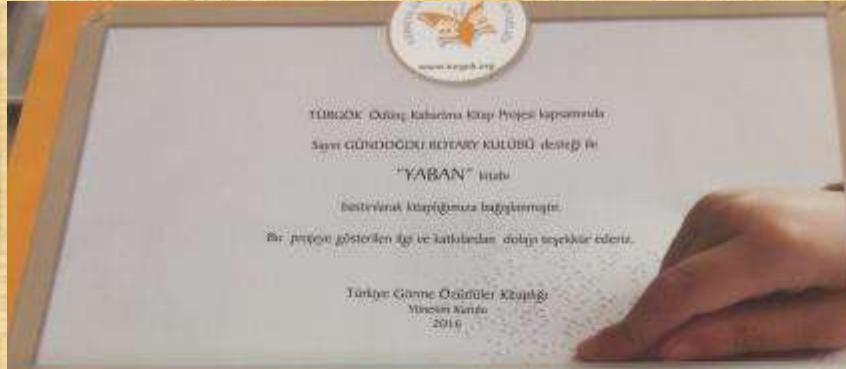 www.turgok.org
TÜRGÖK Ödünç Kabartma Kitap Projesi kapsamında
Sayın GÜNDOĞDU ROTARY KULÜBÜ desteği ile
"YABAN" kitabı
bastırılarak kitaplığımıza bağışlanmıştır.
Bu projeye gösterilen ilgi ve katkılardan dolayı teşekkür ederiz.
Türkiye Görme Özürlüler Kitaplığı
Yönetim Kurulu
2016